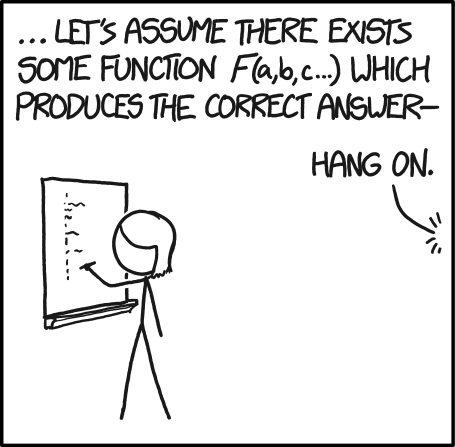 ... LET'S ASSUME THERE EXISTS
SOME FUNCTION F(a,b,c...) WHICH
PRODUCES THE CORRECT ANSWER—
HANG ON.